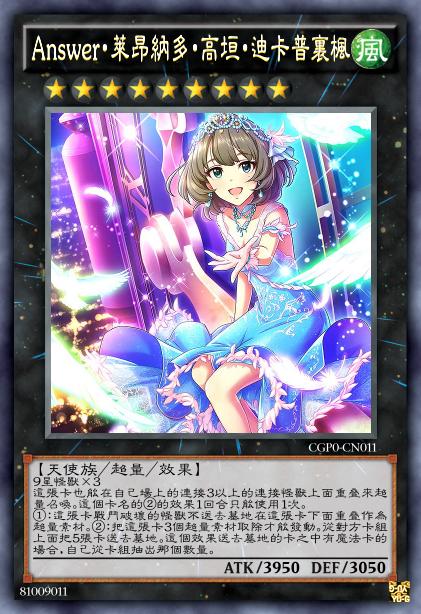 Answer·萊昂納多·高垣·迪卡普裏楓
風
CGP0-CN011
【天使族/超量/效果】
9星怪獸×3
這張卡也能在自己場上的連接3以上的連接怪獸上面重疊來超
量召喚。這個卡名的②的效果1回合只能使用1次。
①:這張卡戰鬥破壞的怪獸不送去墓地在這張卡下面重疊作為
超量素材。②:把這張卡3個超量素材取除才能發動。從對方卡組
上面把5張卡送去墓地。這個效果送去墓地的卡之中有魔法卡的
場合,自己從卡組抽出那個數量。
ATK/3950 DEF/3050
81009011